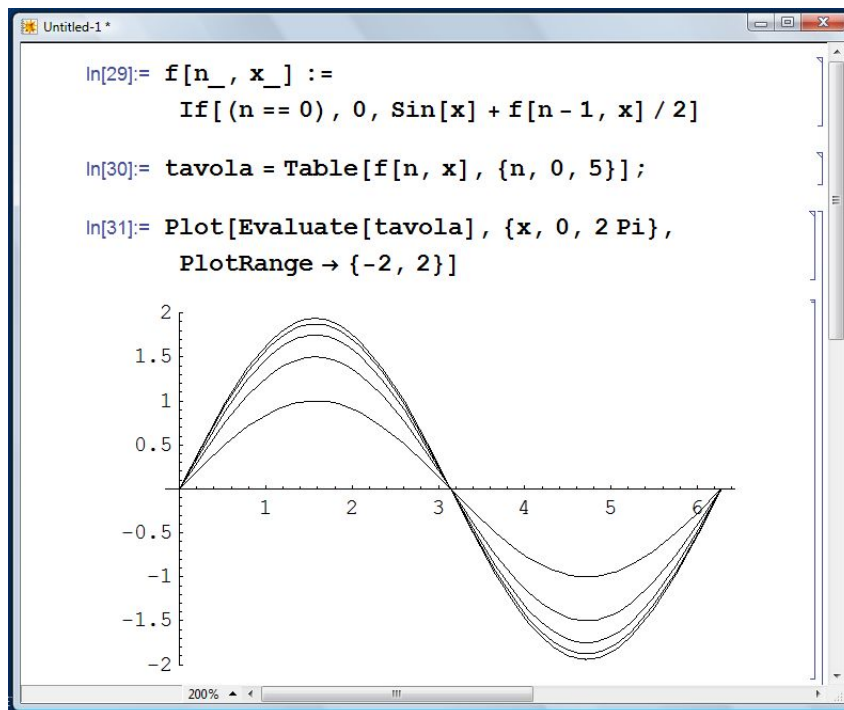 Untitled-1 *
In[29]:= f[n_, x_] :=
If[(n == 0), 0, Sin[x] + f[n - 1, x] / 2]
In[30]:= tavola = Table[f[n, x], {n, 0, 5}];
In[31]:= Plot[Evaluate[tavola], {x, 0, 2 Pi},
PlotRange → {-2, 2}]
2
1.5
1
0.5
1 2 3 4 5 6
-0.5
-1
-1.5
-2
200%